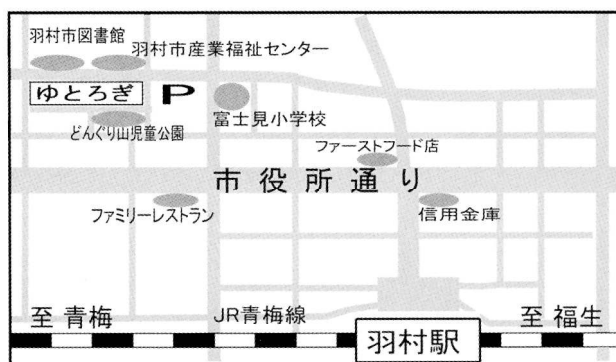 羽村市図書館
羽村市産業福祉センター
ゆとろぎ P
富士見小学校
どんぐり山児童公園
ファーストフード店
市役所通り
ファミリーレストラン
信用金庫
至 青梅
JR青梅線
至 福生
羽村駅